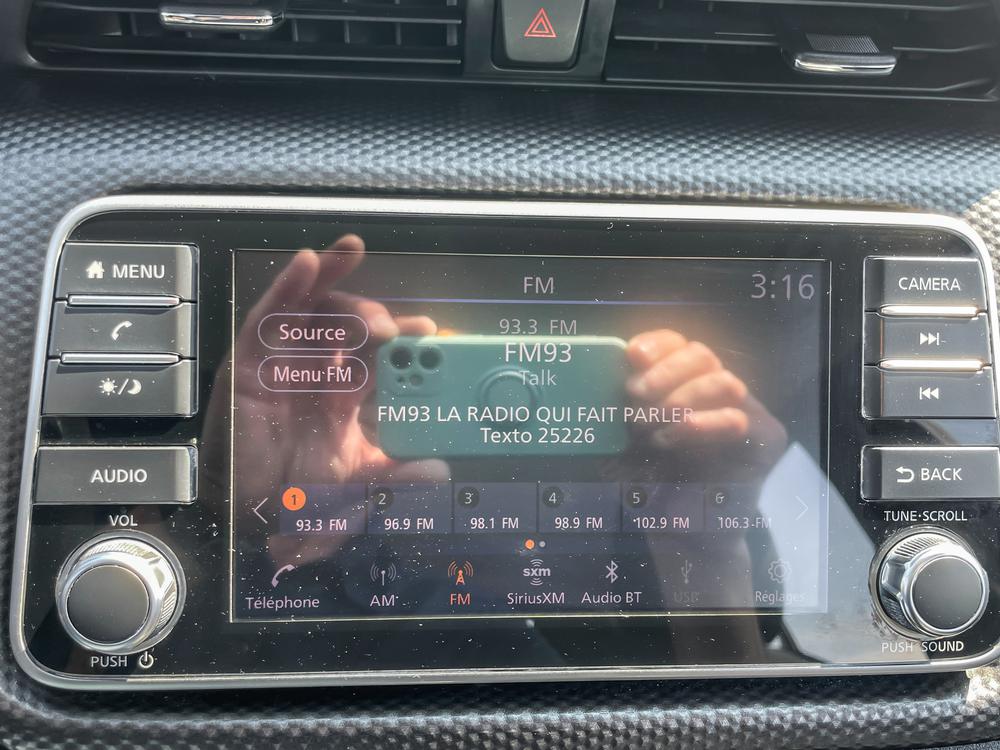 MENU
AUDIO
VOL
PUSH
FM
3:16
Source
Menu FM
93.3 FM
FM93
Talk
FM93 LA RADIO QUI FAIT PARLER
Texto 25226
1
93.3 FM
2
96.9 FM
3
98.1 FM
4
98.9 FM
5
102.9 FM
6
106.3 FM
Téléphone
AM
FM
sxm
SiriusXM
Audio BT
USB
Réglages
CAMERA
BACK
TUNE·SCROLL
PUSH SOUND